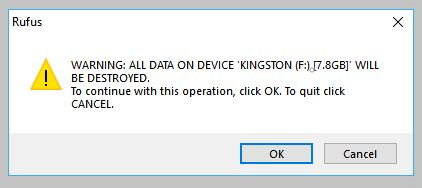 Rufus
WARNING: ALL DATA ON DEVICE 'KINGSTON (F:) [7.8GB]' WILL
BE DESTROYED.
To continue with this operation, click OK. To quit click
CANCEL.
OK
Cancel